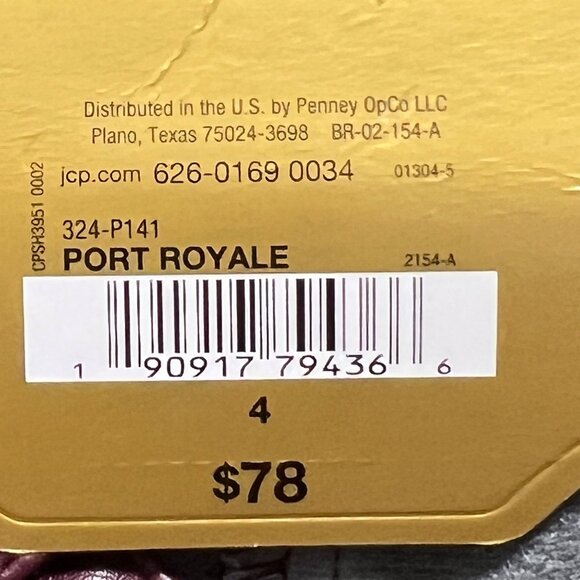 Distributed in the U.S. by Penney OpCo LLC
Plano, Texas 75024-3698 BR-02-154-A
jcp.com 626-0169 0034 01304-5
CPSH3951 0002
324-P141
PORT ROYALE 2154-A
1 90917 79436 6
4
$78